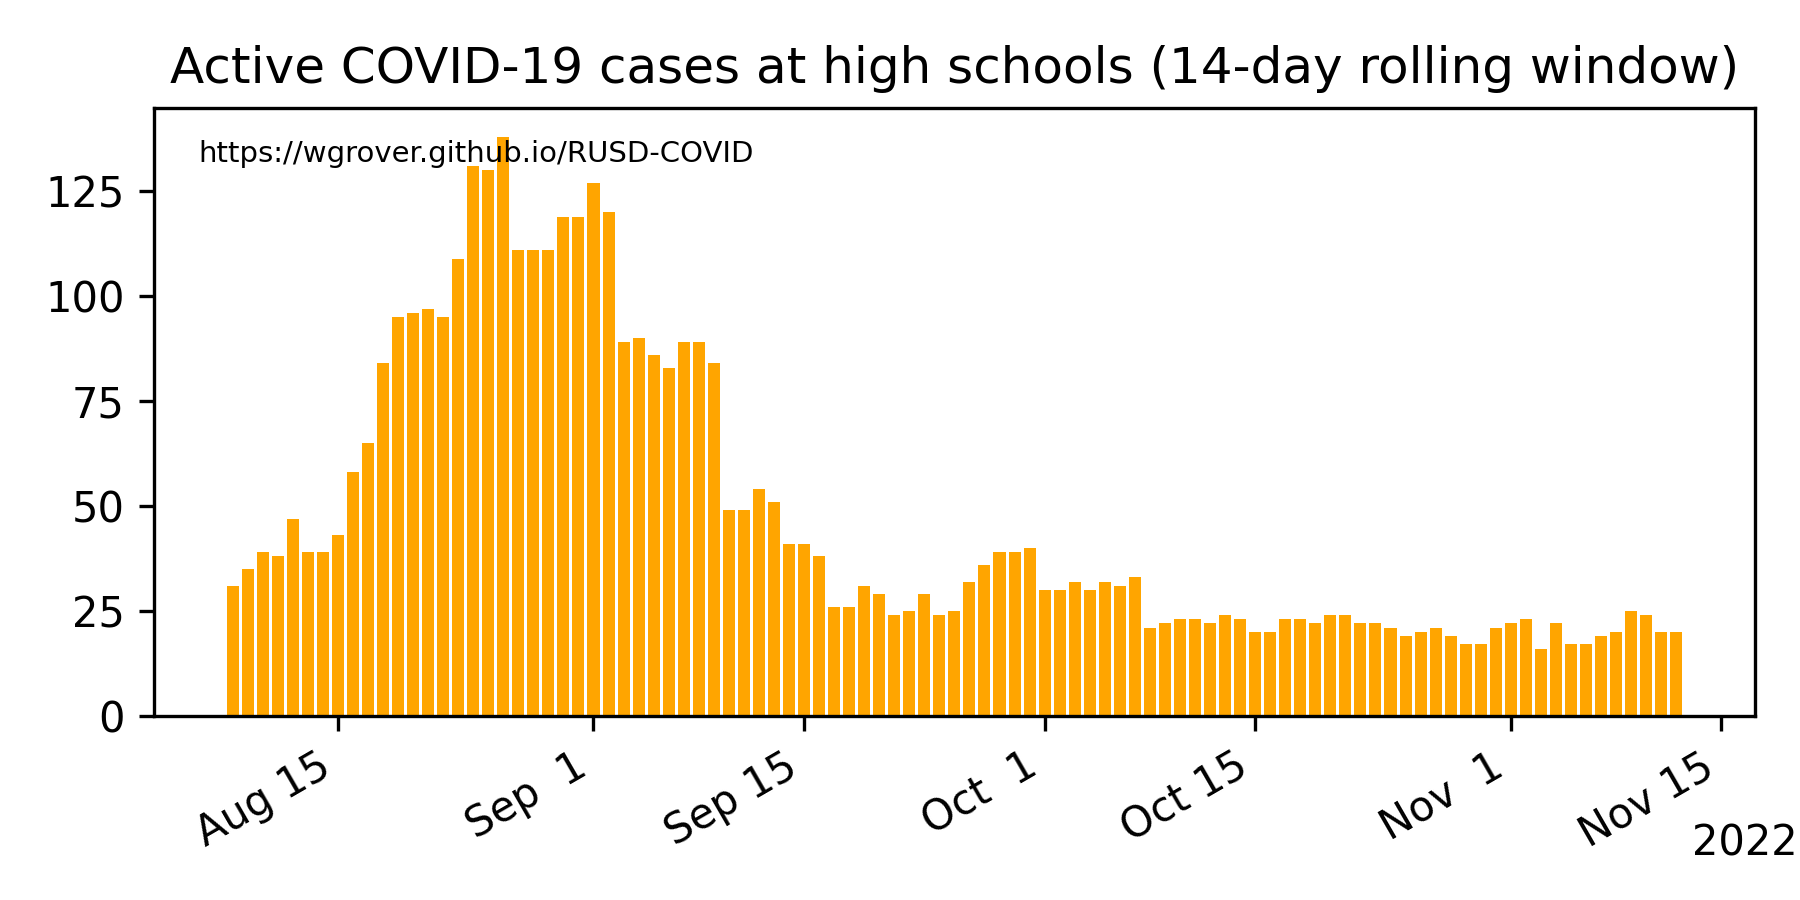 Active COVID-19 cases at high schools (14-day rolling window)
https://wgrover.github.io/RUSD-COVID
125
100
75
50
25
0
Aug 15
Sep 1
Sep 15
Oct 1
Oct 15
Nov 1
Nov 15
2022